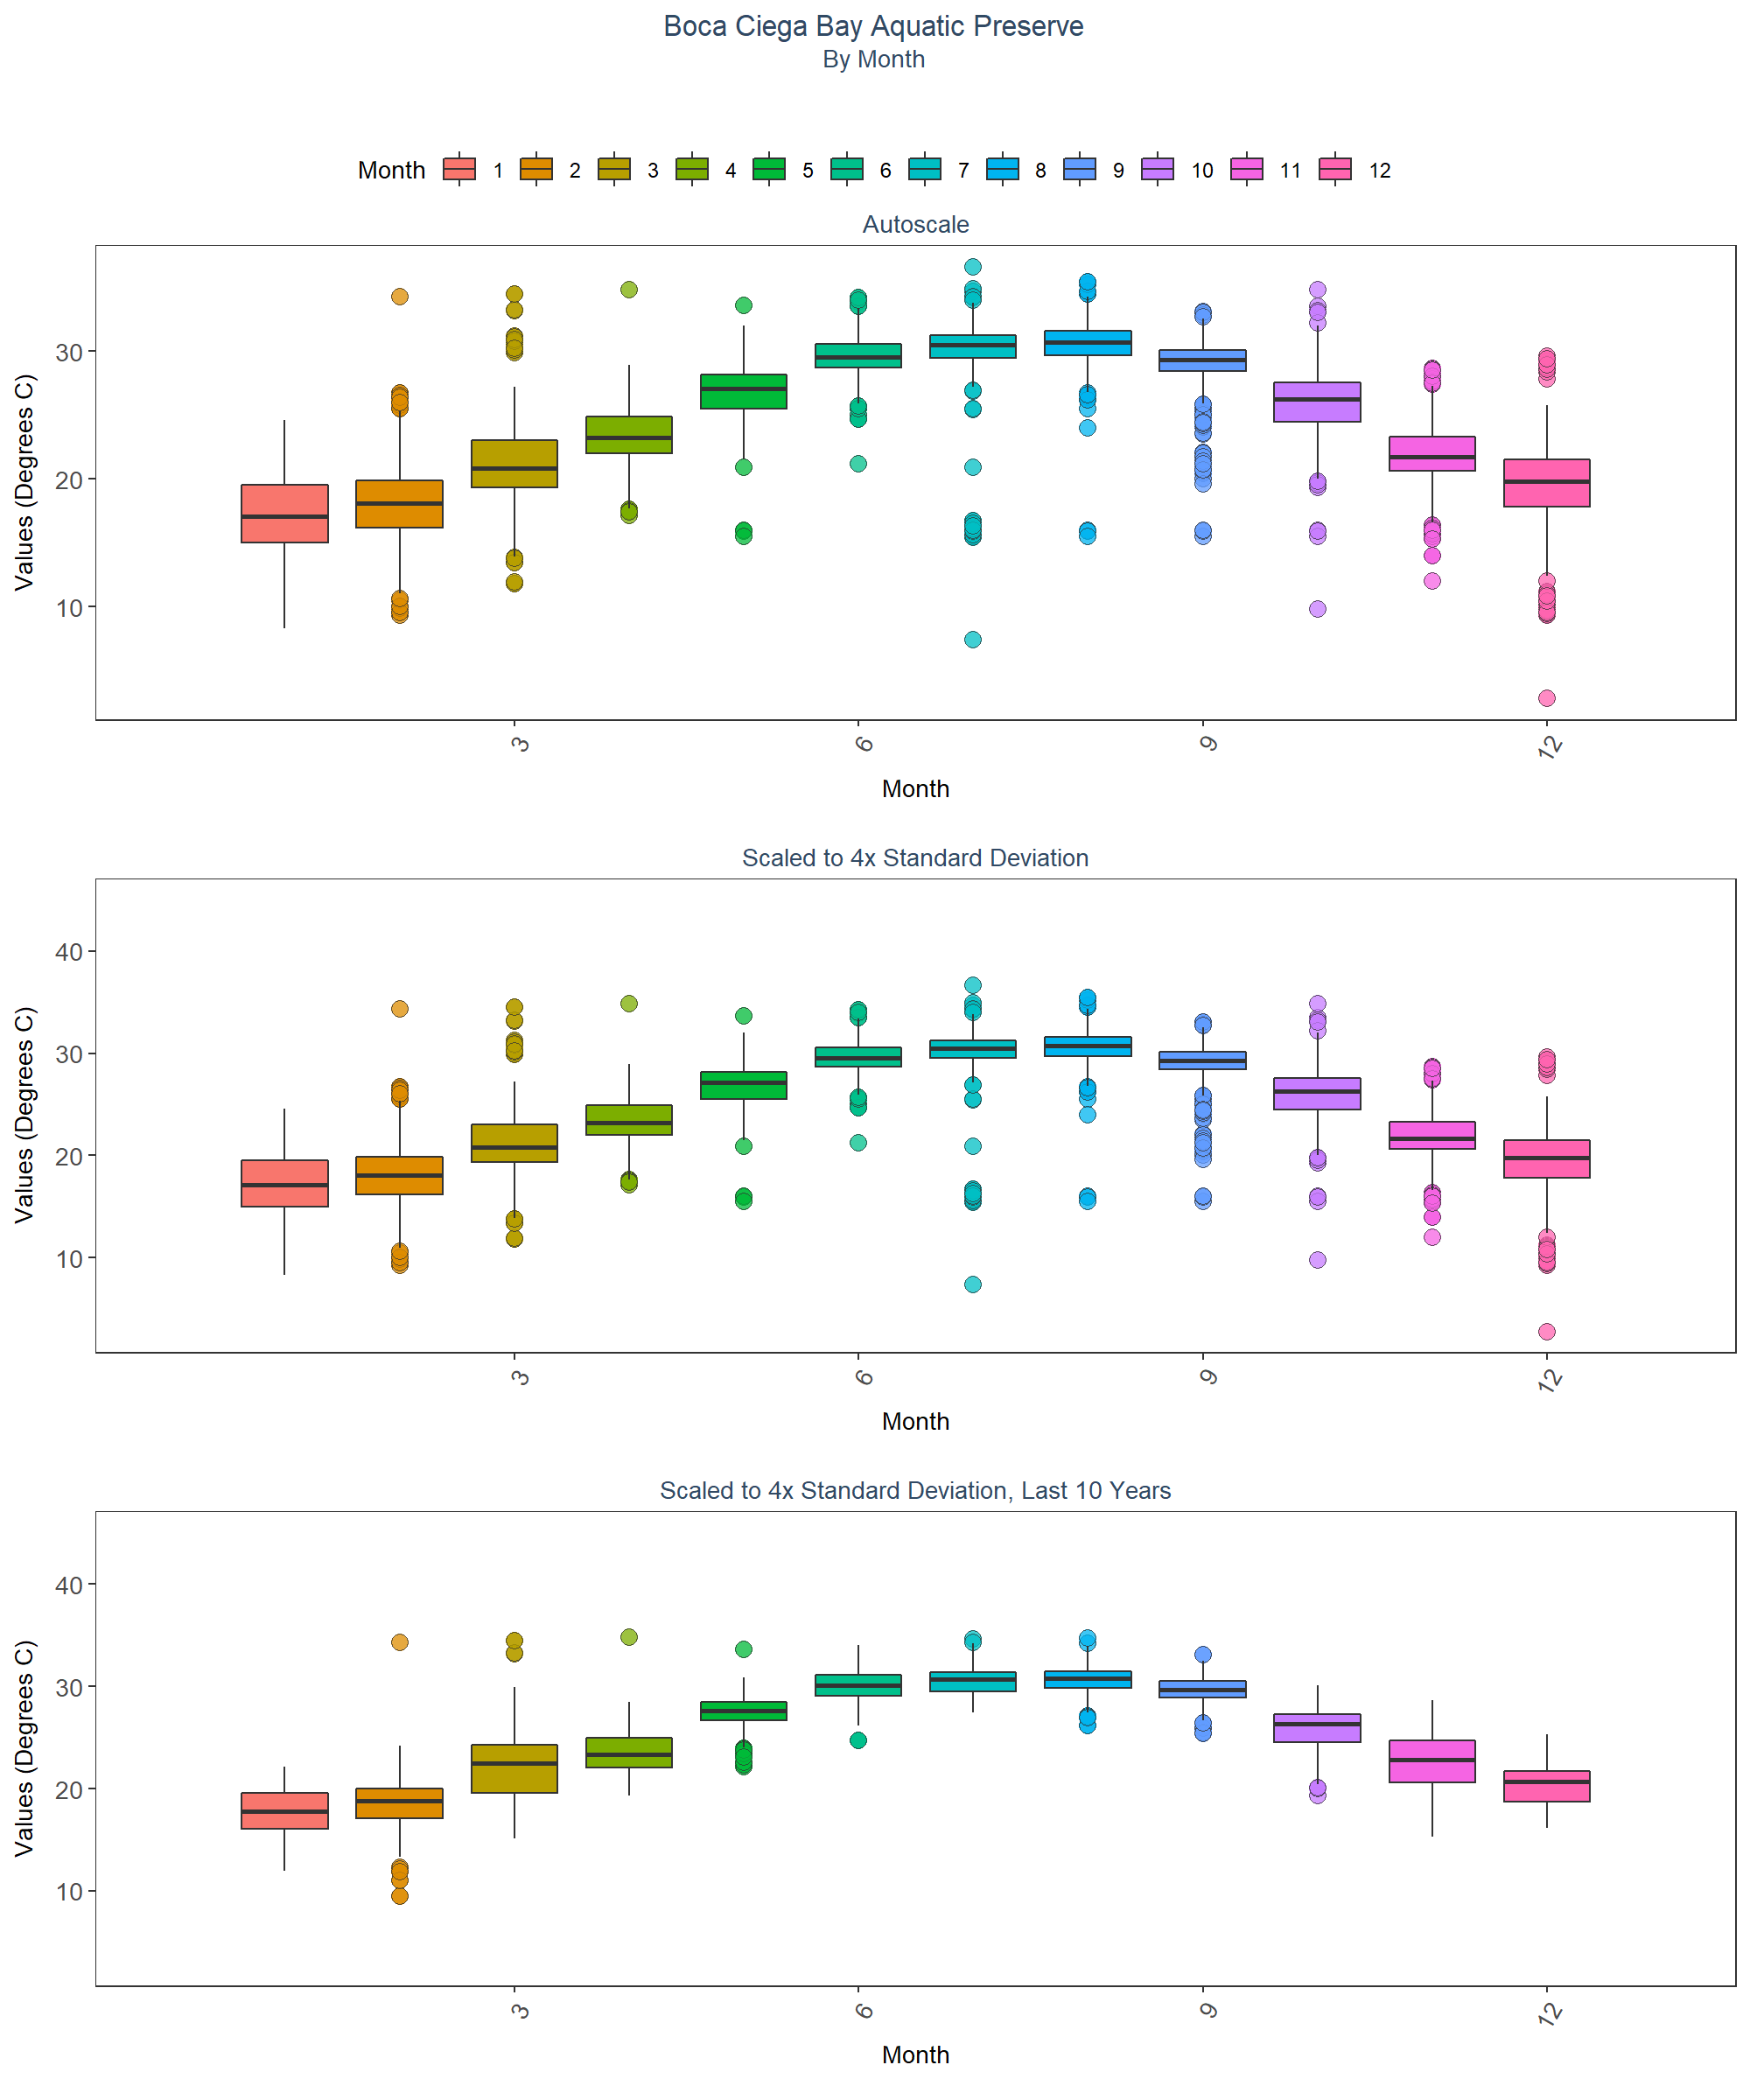 Boca Ciega Bay Aquatic Preserve
By Month
Month 1 2 3 4 5 6 7 8 9 10 11 12
Autoscale
Values (Degrees C)
30
20
10
3 6 9 12
Month
Scaled to 4x Standard Deviation
Values (Degrees C)
40
30
20
10
3 6 9 12
Month
Scaled to 4x Standard Deviation, Last 10 Years
Values (Degrees C)
40
30
20
10
3 6 9 12
Month